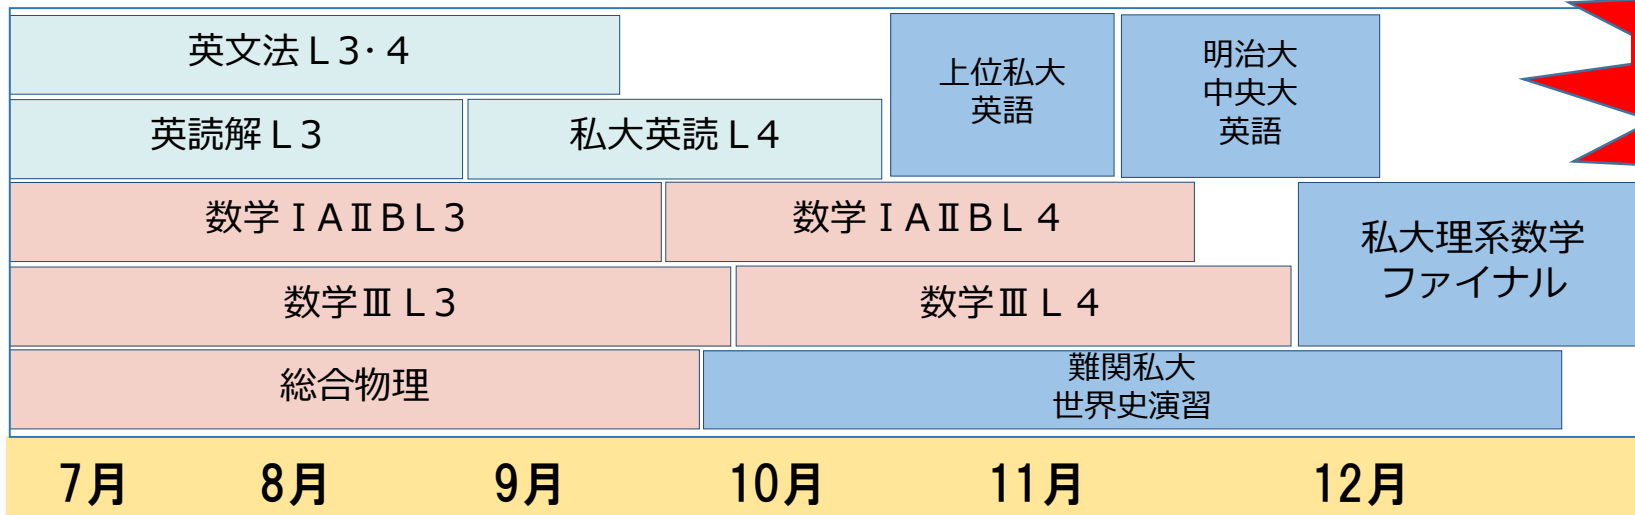 英文法Ｌ３・４
英読解Ｌ３
私大英読Ｌ４
上位私大
英語
明治大
中央大
英語
数学ⅠＡⅡＢＬ３
数学ⅠＡⅡＢＬ４
私大理系数学
ファイナル
数学ⅢＬ３
数学ⅢＬ４
総合物理
難関私大
世界史演習
7月
8月
9月
10月
11月
12月